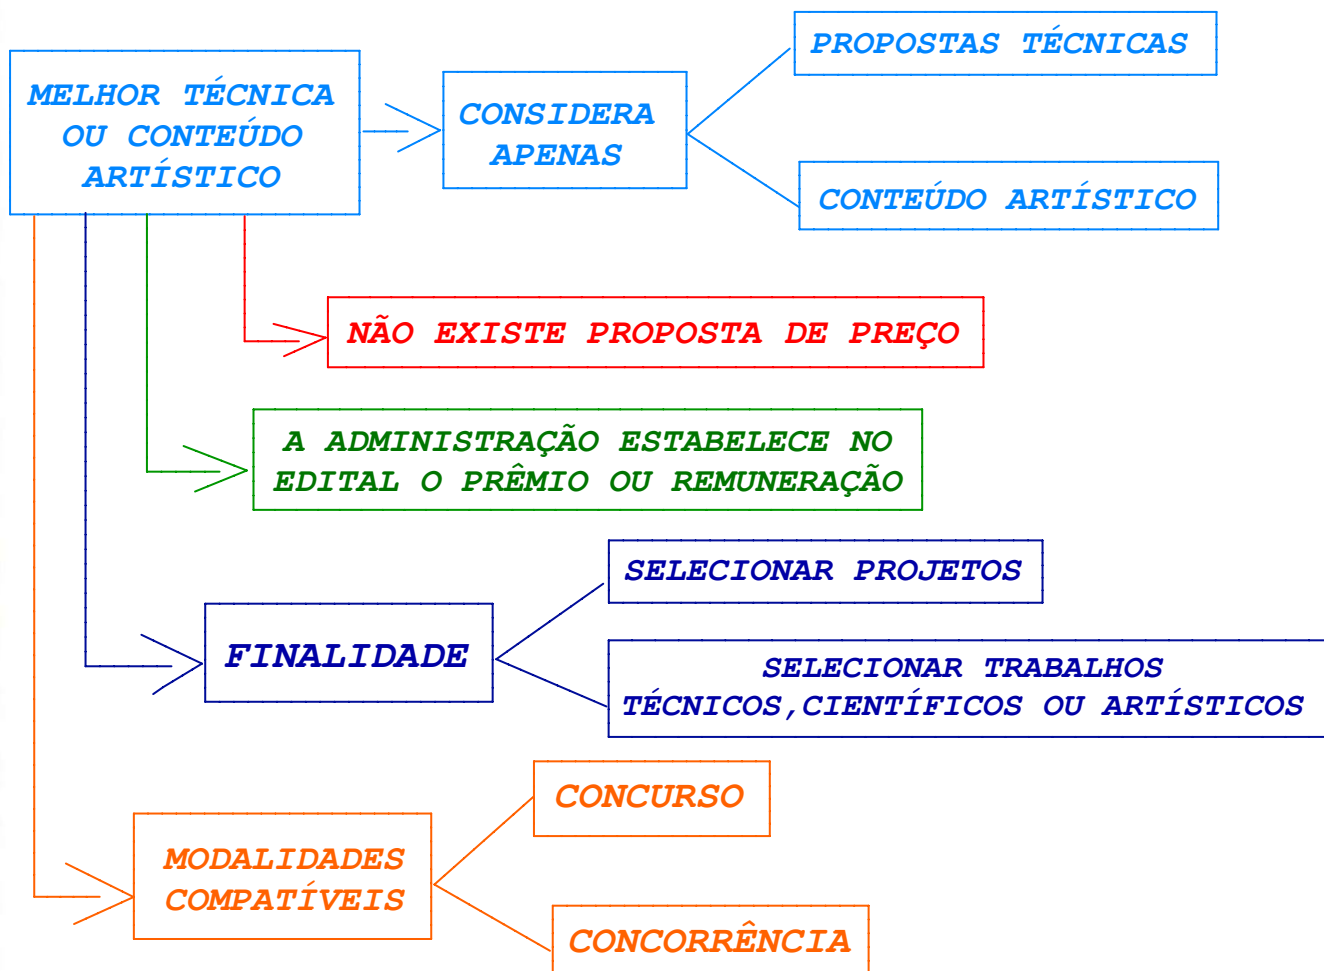 MELHOR TÉCNICA
OU CONTEÚDO
ARTÍSTICO
CONSIDERA
APENAS
PROPOSTAS TÉCNICAS
CONTEÚDO ARTÍSTICO
NÃO EXISTE PROPOSTA DE PREÇO
A ADMINISTRAÇÃO ESTABELECE NO
EDITAL O PRÊMIO OU REMUNERAÇÃO
FINALIDADE
SELECIONAR PROJETOS
SELECIONAR TRABALHOS
TÉCNICOS,CIENTÍFICOS OU ARTÍSTICOS
MODALIDADES
COMPATÍVEIS
CONCURSO
CONCORRÊNCIA